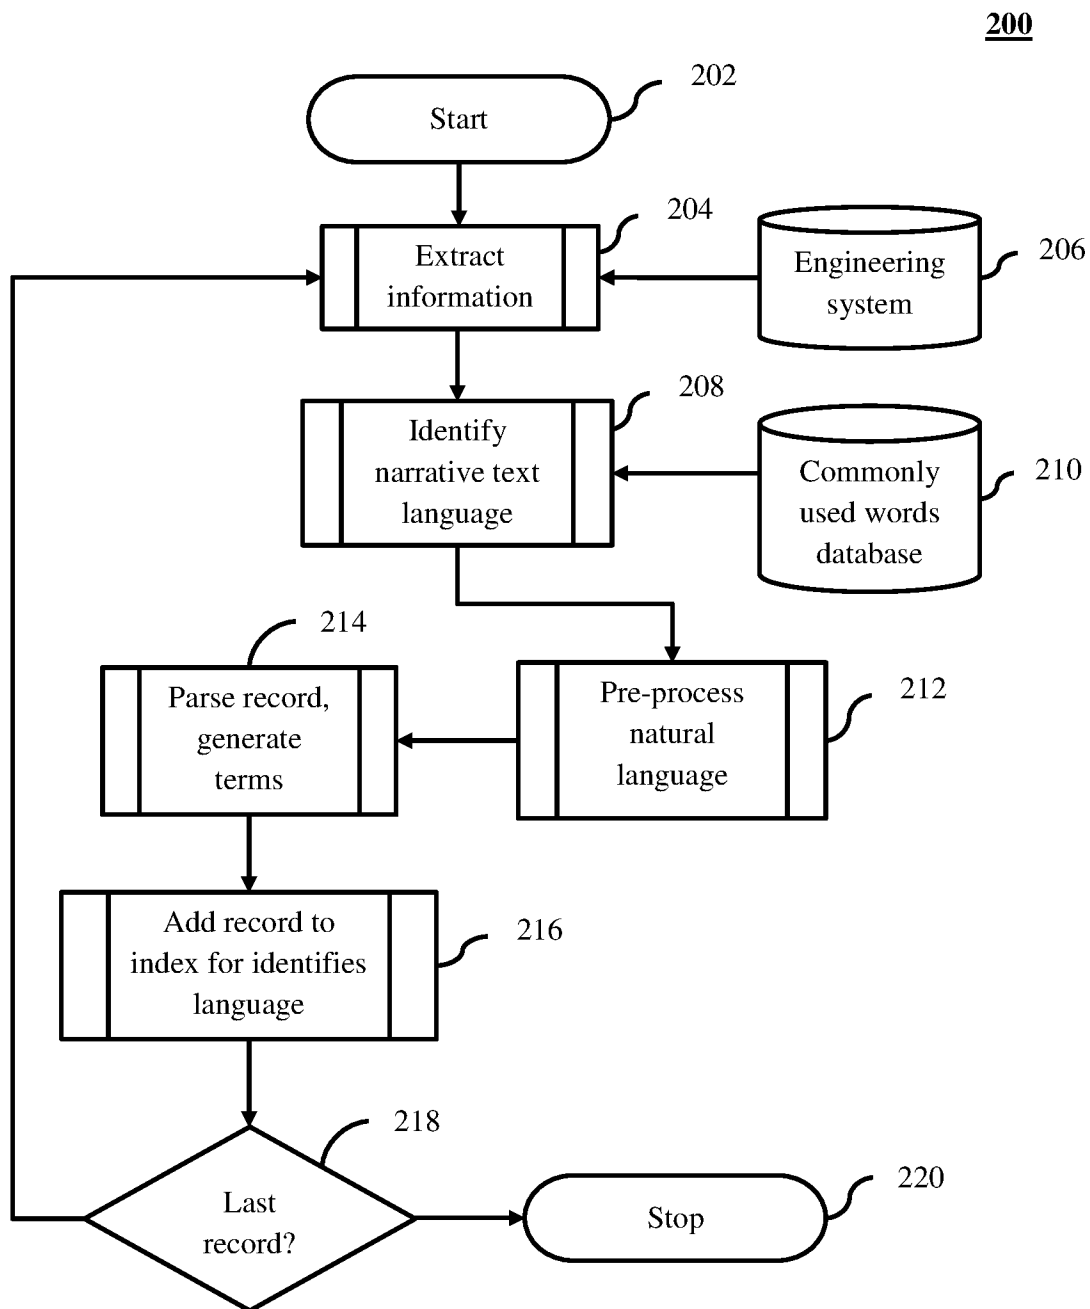 200
202
Start
204
Extract
information
Engineering
system
206
208
Identify
narrative text
language
Commonly
used words
database
210
214
Parse record,
generate
terms
Pre-process
natural
language
212
Add record to
index for identifies
language
216
218
Last
record?
Stop
220